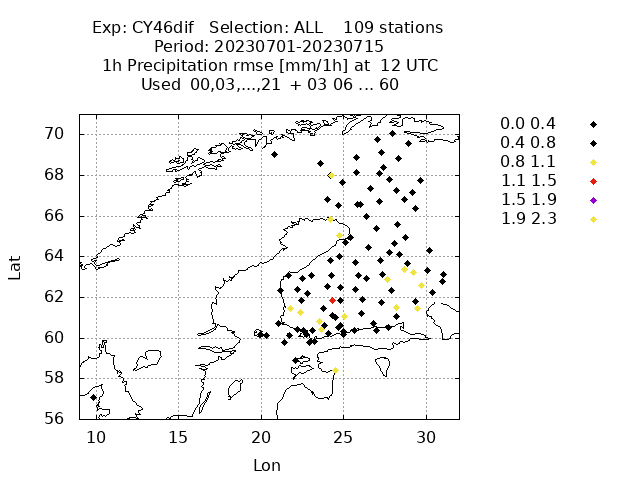 Exp: CY46dif Selection: ALL 109 stations
Period: 20230701-20230715
1h Precipitation rmse [mm/1h] at 12 UTC
Used 00,03,...,21 + 03 06 ... 60
0.0 0.4
0.4 0.8
0.8 1.1
1.1 1.5
1.5 1.9
1.9 2.3
Lat
70
68
66
64
62
60
58
56
10 15 20 25 30
Lon